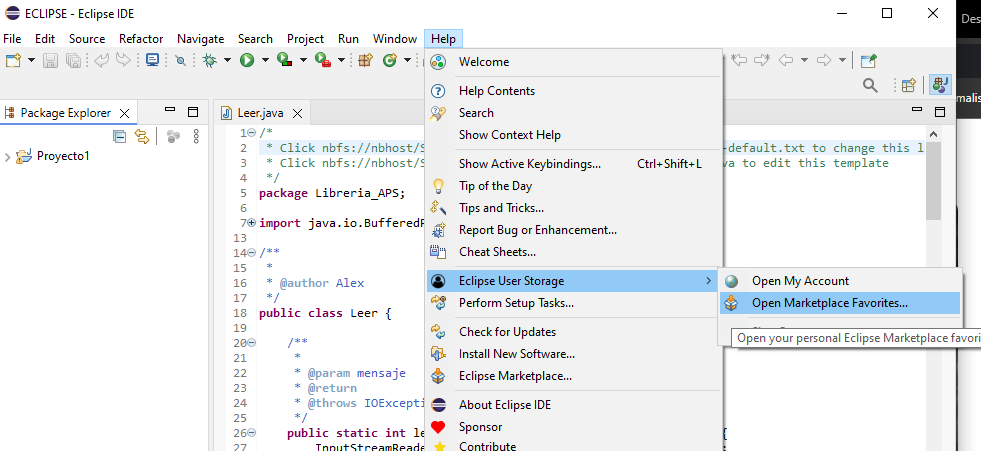 ECLIPSE - Eclipse IDE
Des
File Edit Source Refactor Navigate Search Project Run Window Help
Welcome
Help Contents
Search
Show Context Help
Show Active Keybindings... Ctrl+Shift+L
Tip of the Day
Tips and Tricks...
Report Bug or Enhancement...
Cheat Sheets...
Eclipse User Storage
Perform Setup Tasks...
Check for Updates
Install New Software...
Eclipse Marketplace...
About Eclipse IDE
Sponsor
Contribute
Open My Account
Open Marketplace Favorites...
Open your personal Eclipse Marketplace favori
malis
Package Explorer
Proyecto1
Leer.java
1 /*
2 * Click nbfs://nbhost/S -default.txt to change this l
3 * Click nbfs://nbhost/S va to edit this template
4 */
5 package Libreria_APS;
6
7 import java.io.BufferedR
13
14 /**
15 *
16 * @author Alex
17 */
18 public class Leer {
19
20 /**
21 *
22 * @param mensaje
23 * @return
24 * @throws IOExcepti
25 */
26 public static int le {
27 InputStreamReade